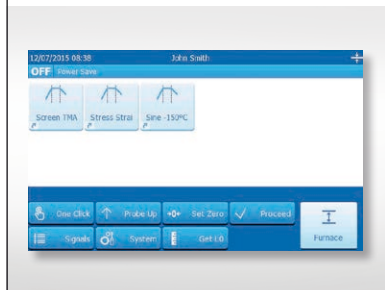 12/07/2015 08:38 John Smith
OFF Power Save
Screen TMA Stress Strai Sine -150°C
One Click Probe Up +0+ Set Zero Proceed
Signals System Get L0 Furnace